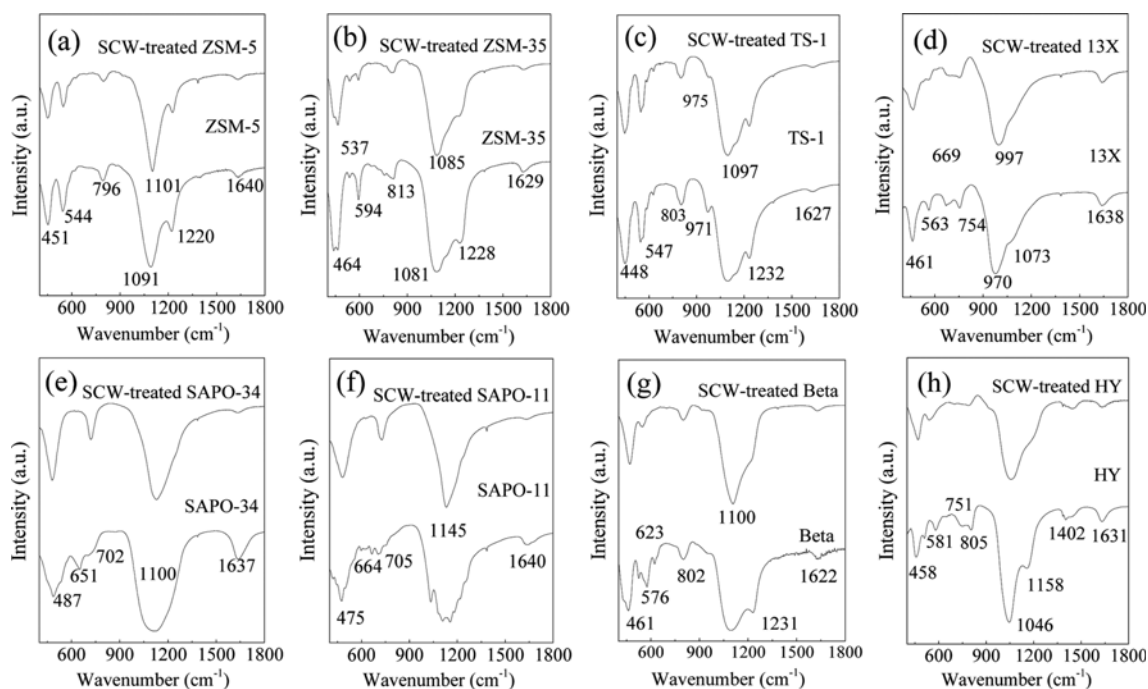 (a)
SCW-treated ZSM-5
ZSM-5
796
1101
1640
544
1220
451
1091
Intensity (a.u.)
600 900 1200 1500 1800
Wavenumber (cm⁻¹)
(b)
SCW-treated ZSM-35
ZSM-35
537
1085
813
1629
594
1228
464
1081
Intensity (a.u.)
600 900 1200 1500 1800
Wavenumber (cm⁻¹)
(c)
SCW-treated TS-1
975
TS-1
1097
803
1627
971
547
448
1232
Intensity (a.u.)
600 900 1200 1500 1800
Wavenumber (cm⁻¹)
(d)
SCW-treated 13X
13X
669
997
563
754
1638
1073
461
970
Intensity (a.u.)
600 900 1200 1500 1800
Wavenumber (cm⁻¹)
(e)
SCW-treated SAPO-34
SAPO-34
702
1100
1637
651
487
Intensity (a.u.)
600 900 1200 1500 1800
Wavenumber (cm⁻¹)
(f)
SCW-treated SAPO-11
SAPO-11
1145
664
705
1640
475
Intensity (a.u.)
600 900 1200 1500 1800
Wavenumber (cm⁻¹)
(g)
SCW-treated Beta
1100
623
Beta
802
1622
576
461
1231
Intensity (a.u.)
600 900 1200 1500 1800
Wavenumber (cm⁻¹)
(h)
SCW-treated HY
HY
751
581
805
1402
1631
458
1158
1046
Intensity (a.u.)
600 900 1200 1500 1800
Wavenumber (cm⁻¹)